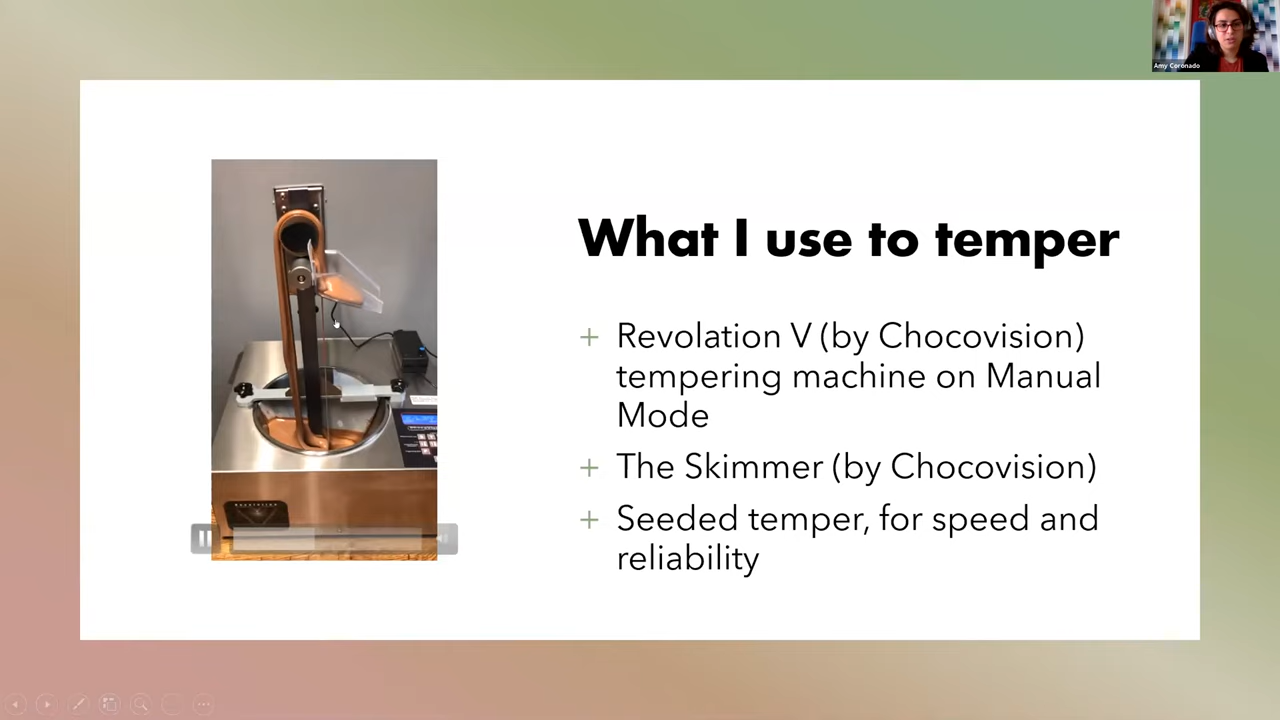 Amy Coronado
What I use to temper
+ Revolation V (by Chocovision)
tempering machine on Manual
Mode
+ The Skimmer (by Chocovision)
+ Seeded temper, for speed and
reliability